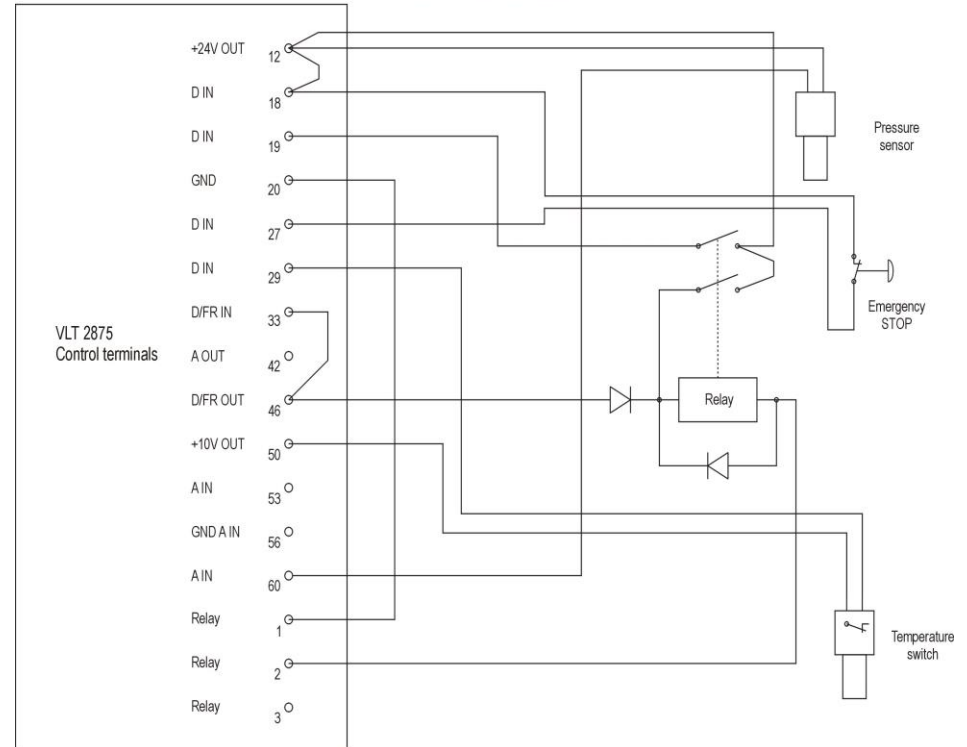 +24V OUT 12
D IN 18
D IN 19
GND 20
D IN 27
D IN 29
D/FR IN 33
A OUT 42
D/FR OUT 46
+10V OUT 50
A IN 53
GND A IN 56
A IN 60
Relay 1
Relay 2
Relay 3
VLT 2875
Control terminals
Pressure
sensor
Emergency
STOP
Relay
Temperature
switch